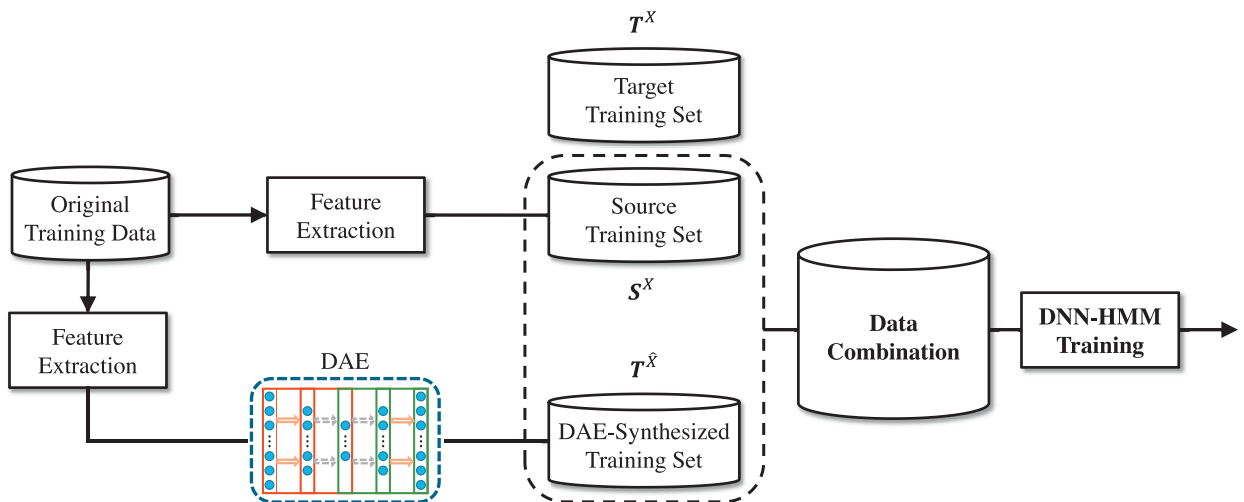 T^X
Target
Training Set
Original
Training Data
Feature
Extraction
Source
Training Set
S^X
Feature
Extraction
DAE
T^X̂
DAE-Synthesized
Training Set
Data
Combination
DNN-HMM
Training